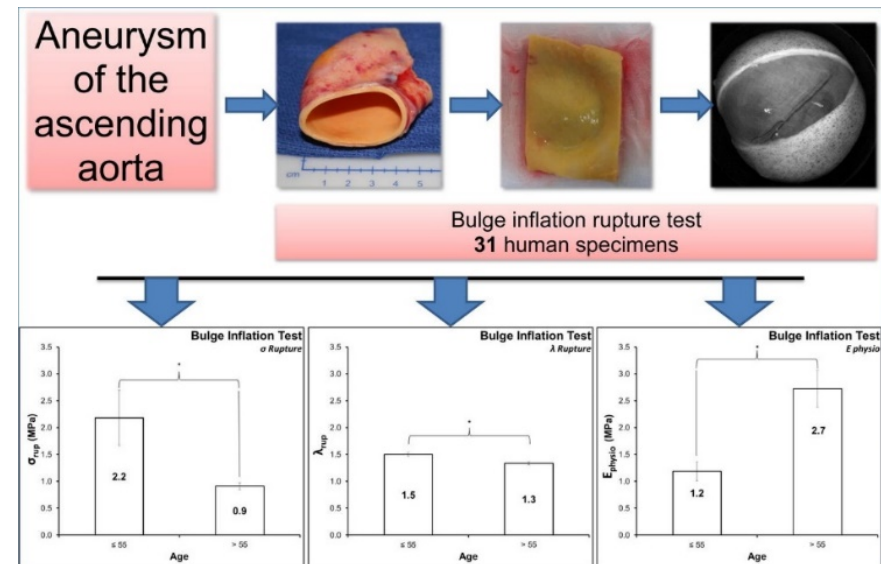 Aneurysm
of the
ascending
aorta
cm 1 2 3 4 5
Bulge inflation rupture test
31 human specimens
Bulge Inflation Test
σ Rupture
3.5
3.0
2.5
2.0
1.5
1.0
0.5
0.0
σrup (MPa)
*
2.2
0.9
≤ 55
> 55
Age
Bulge Inflation Test
λ Rupture
3.5
3.0
2.5
2.0
1.5
1.0
0.5
0.0
λrup
*
1.5
1.3
≤ 55
> 55
Age
Bulge Inflation Test
E physio
3.5
3.0
2.5
2.0
1.5
1.0
0.5
0.0
Ephysio (MPa)
*
1.2
2.7
≤ 55
> 55
Age